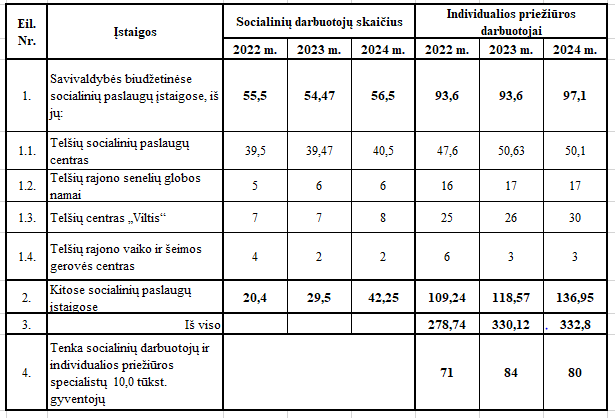 Eil. Nr. | Įstaigos | Socialinių darbuotojų skaičius | Individualios priežiūros darbuotojai
2022 m. | 2023 m. | 2024 m. | 2022 m. | 2023 m. | 2024 m.
1. | Savivaldybės biudžetinėse socialinių paslaugų įstaigose, iš jų: | 55,5 | 54,47 | 56,5 | 93,6 | 93,6 | 97,1
1.1. | Telšių socialinių paslaugų centras | 39,5 | 39,47 | 40,5 | 47,6 | 50,63 | 50,1
1.2. | Telšių rajono senelių globos namai | 5 | 6 | 6 | 16 | 17 | 17
1.3. | Telšių centras „Viltis“ | 7 | 7 | 8 | 25 | 26 | 30
1.4. | Telšių rajono vaiko ir šeimos gerovės centras | 4 | 2 | 2 | 6 | 3 | 3
2. | Kitose socialinių paslaugų įstaigose | 20,4 | 29,5 | 42,25 | 109,24 | 118,57 | 136,95
3. | Iš viso | 278,74 | 330,12 | . 332,8
4. | Tenka socialinių darbuotojų ir individualios priežiūros specialistų 10,0 tūkst. gyventojų | 71 | 84 | 80